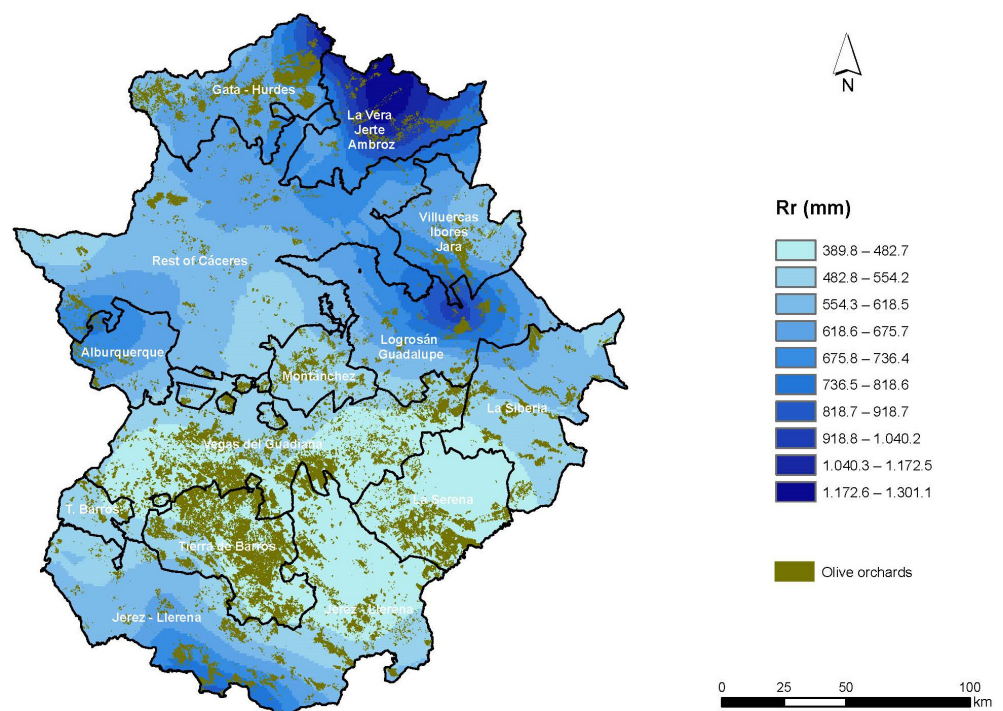 Gata - Hurdes
La Vera
Jerte
Ambroz
Villuercas
Ibores
Jara
Rest of Cáceres
Logrosán
Guadalupe
Alburquerque
Montánchez
La Siberia
Vegas del Guadiana
La Serena
T. Barros
Tierra de Barros
Jerez - Llerena
Jerez - Llerena
N
Rr (mm)
389.8 – 482.7
482.8 – 554.2
554.3 – 618.5
618.6 – 675.7
675.8 – 736.4
736.5 – 818.6
818.7 – 918.7
918.8 – 1.040.2
1.040.3 – 1.172.5
1.172.6 – 1.301.1
Olive orchards
0 25 50 100
km